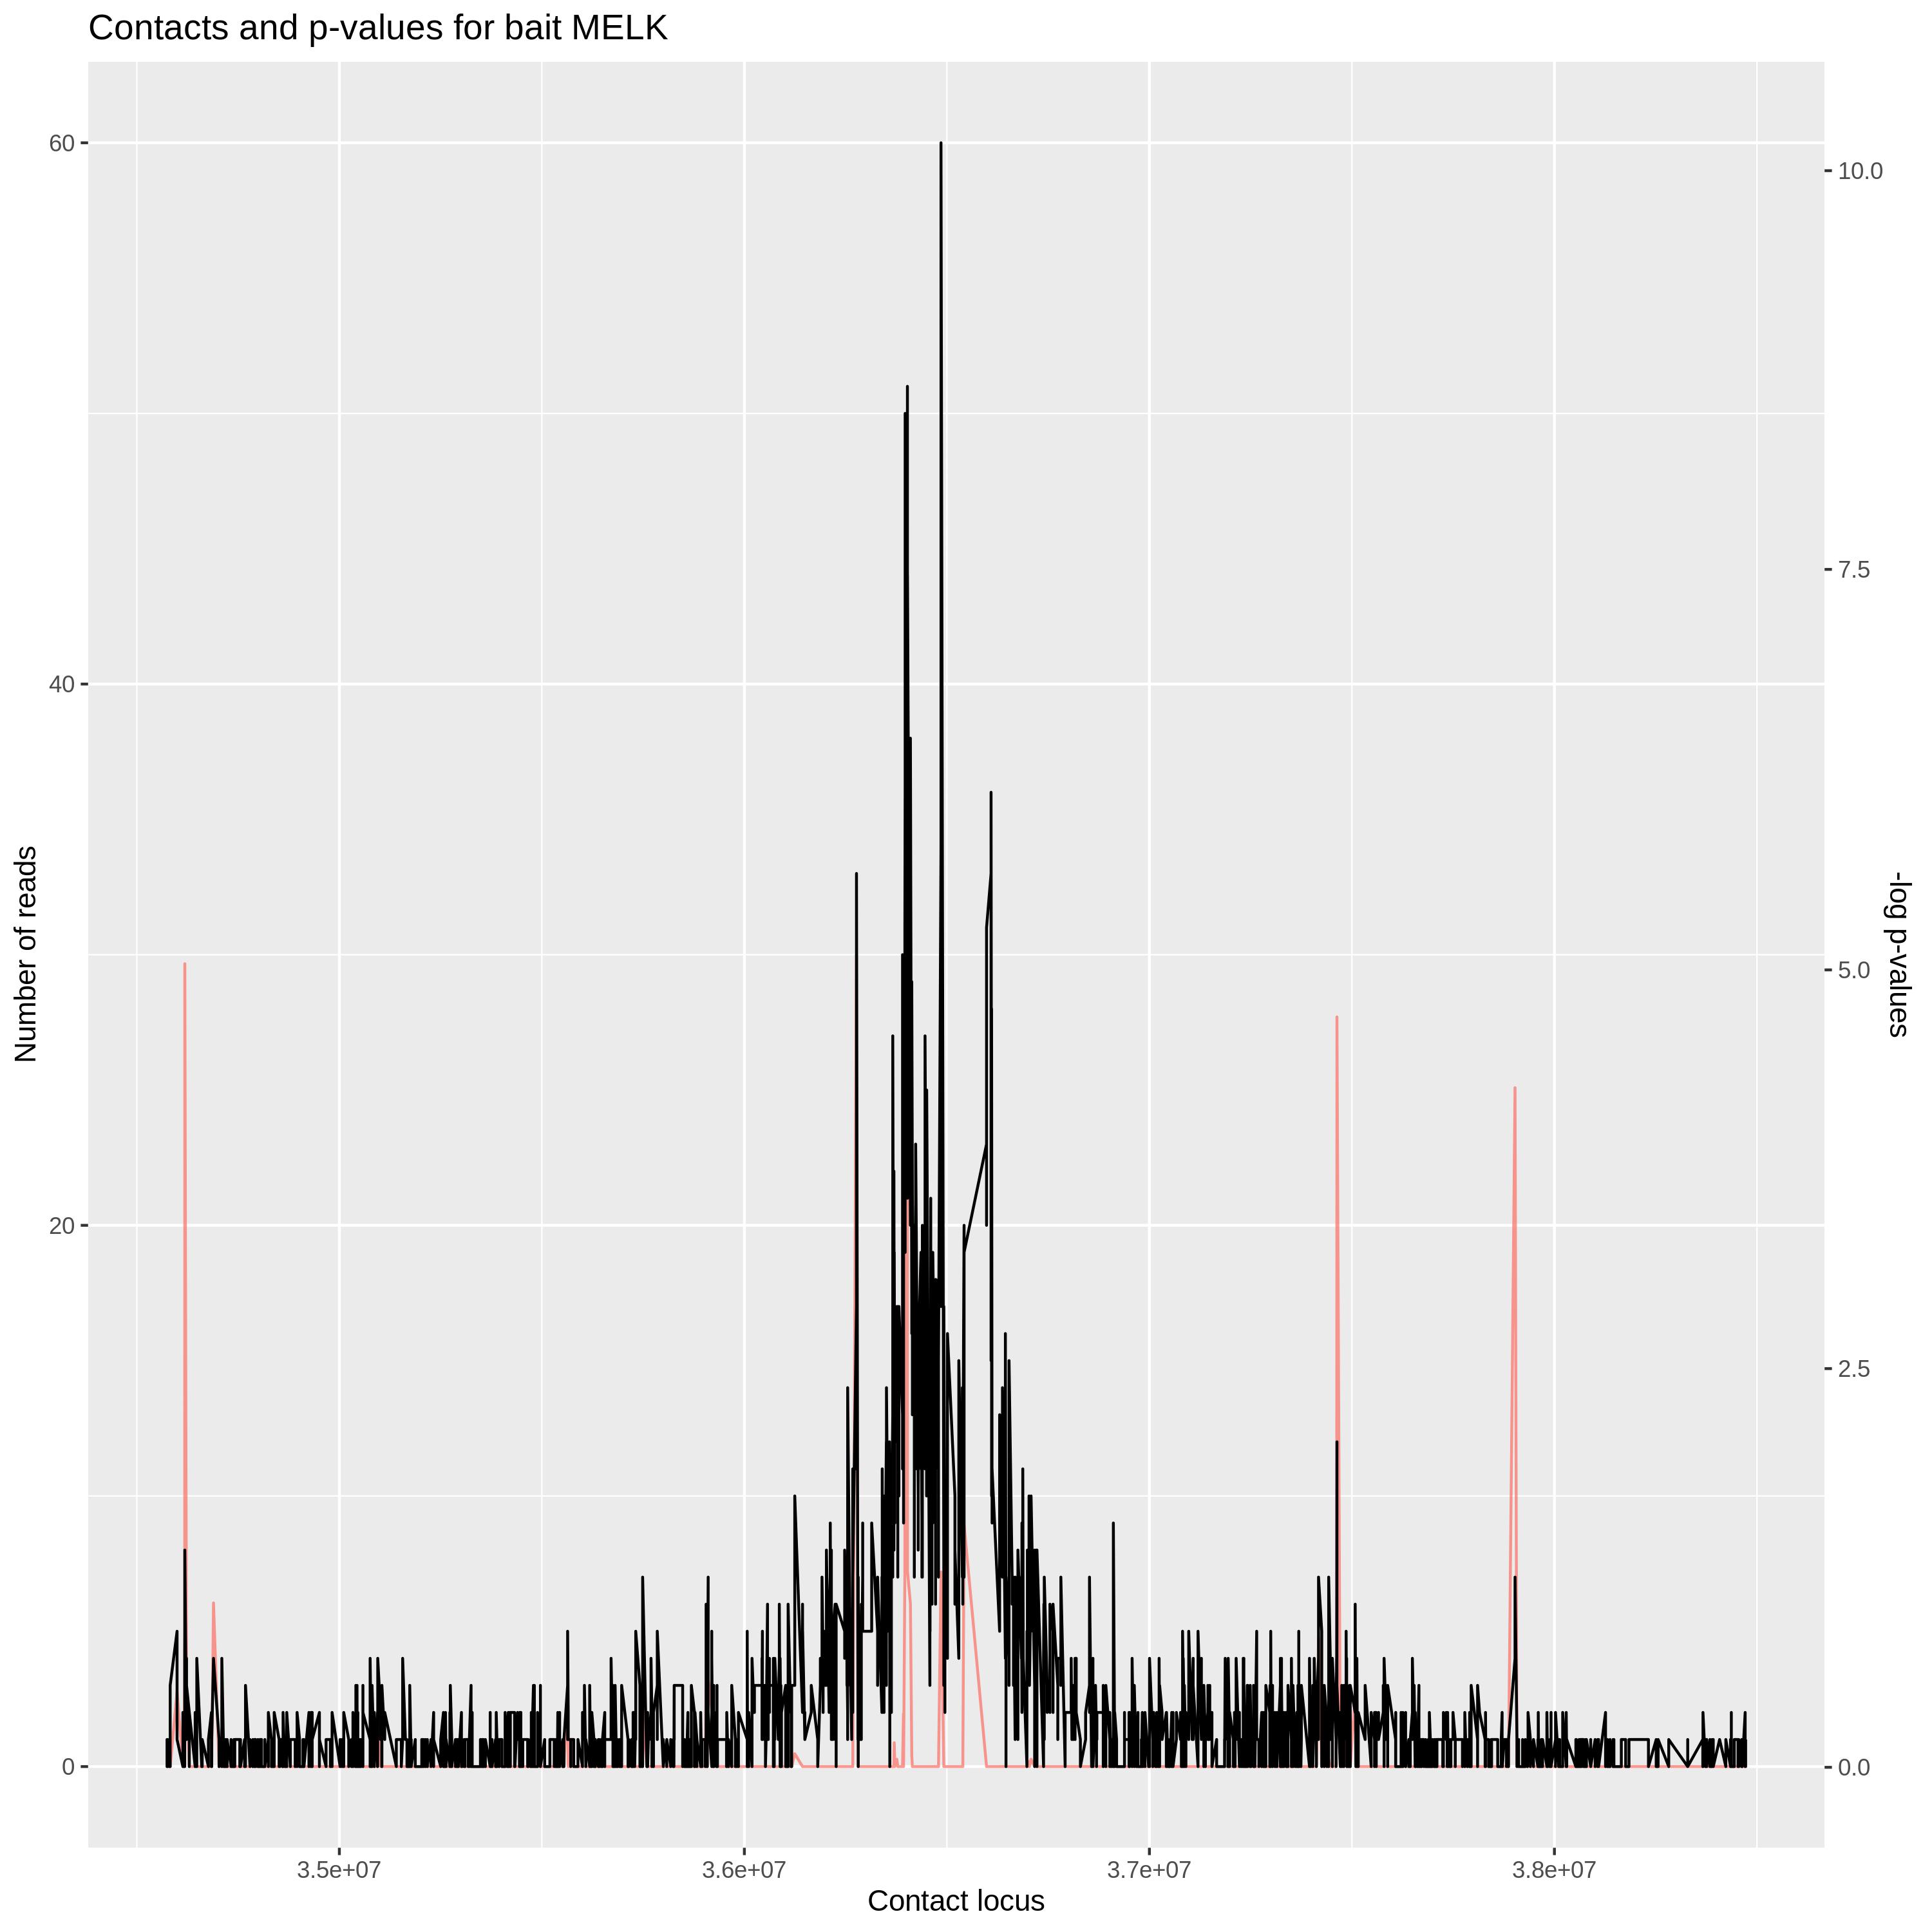 Contacts and p-values for bait MELK
60
40
20
0
Number of reads
10.0
7.5
5.0
2.5
0.0
-log p-values
3.5e+07
3.6e+07
3.7e+07
3.8e+07
Contact locus